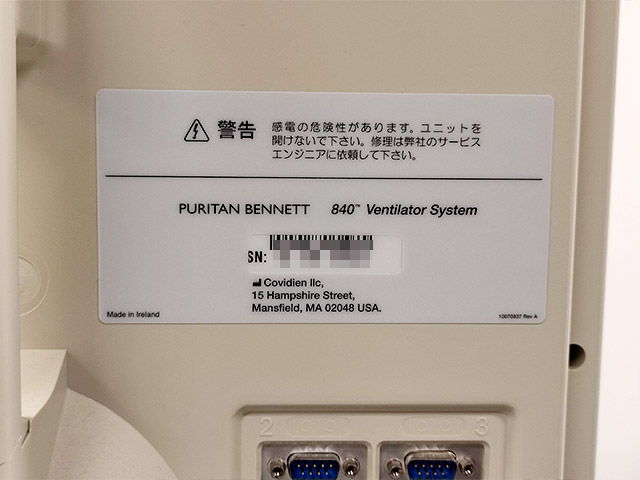 警告
感電の危険性があります。ユニットを
開けないで下さい。修理は弊社のサービス
エンジニアに依頼して下さい。
PURITAN BENNETT 840™ Ventilator System
SN:
Covidien llc,
15 Hampshire Street,
Mansfield, MA 02048 USA.
Made in Ireland
10070837 Rev A
2
3